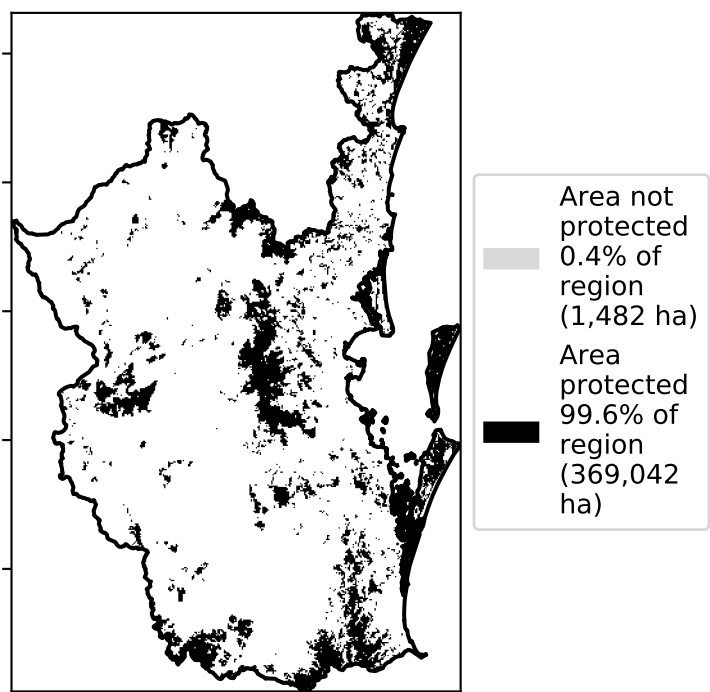 Area not
protected
0.4% of
region
(1,482 ha)
Area
protected
99.6% of
region
(369,042
ha)